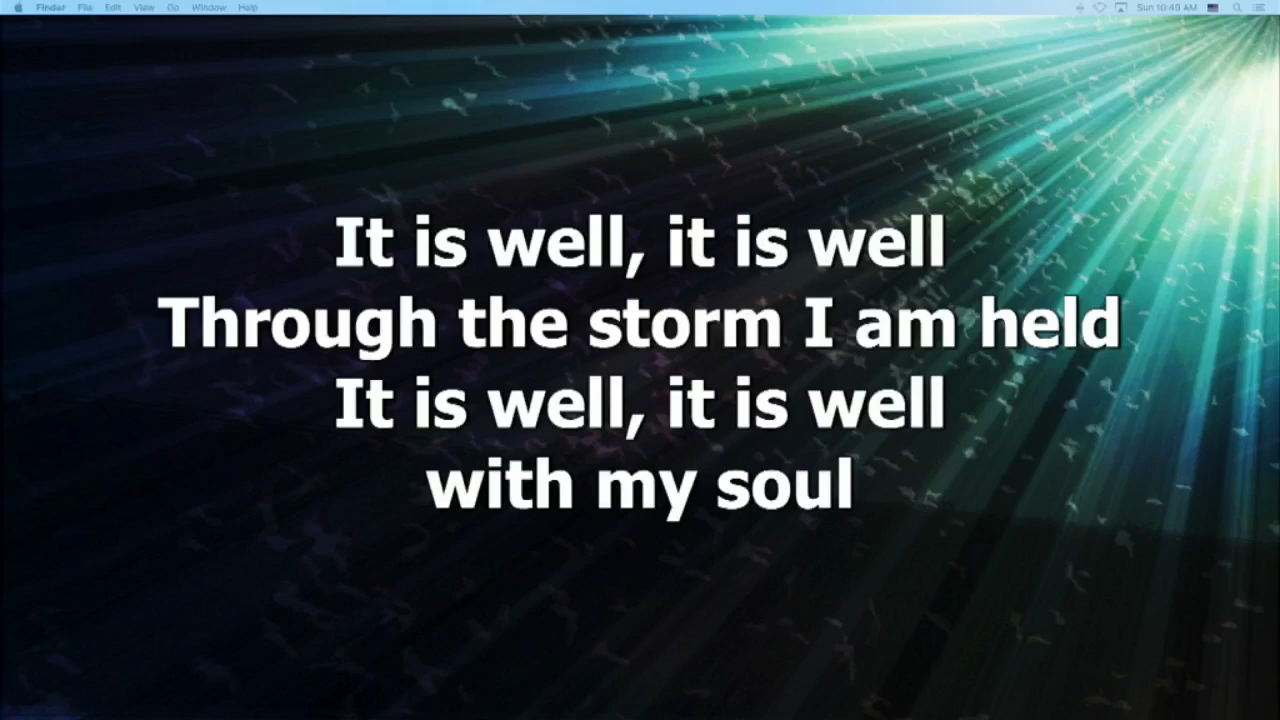 Finder File Edit View Go Window Help Sun 10:49 AM
It is well, it is well
Through the storm I am held
It is well, it is well
with my soul